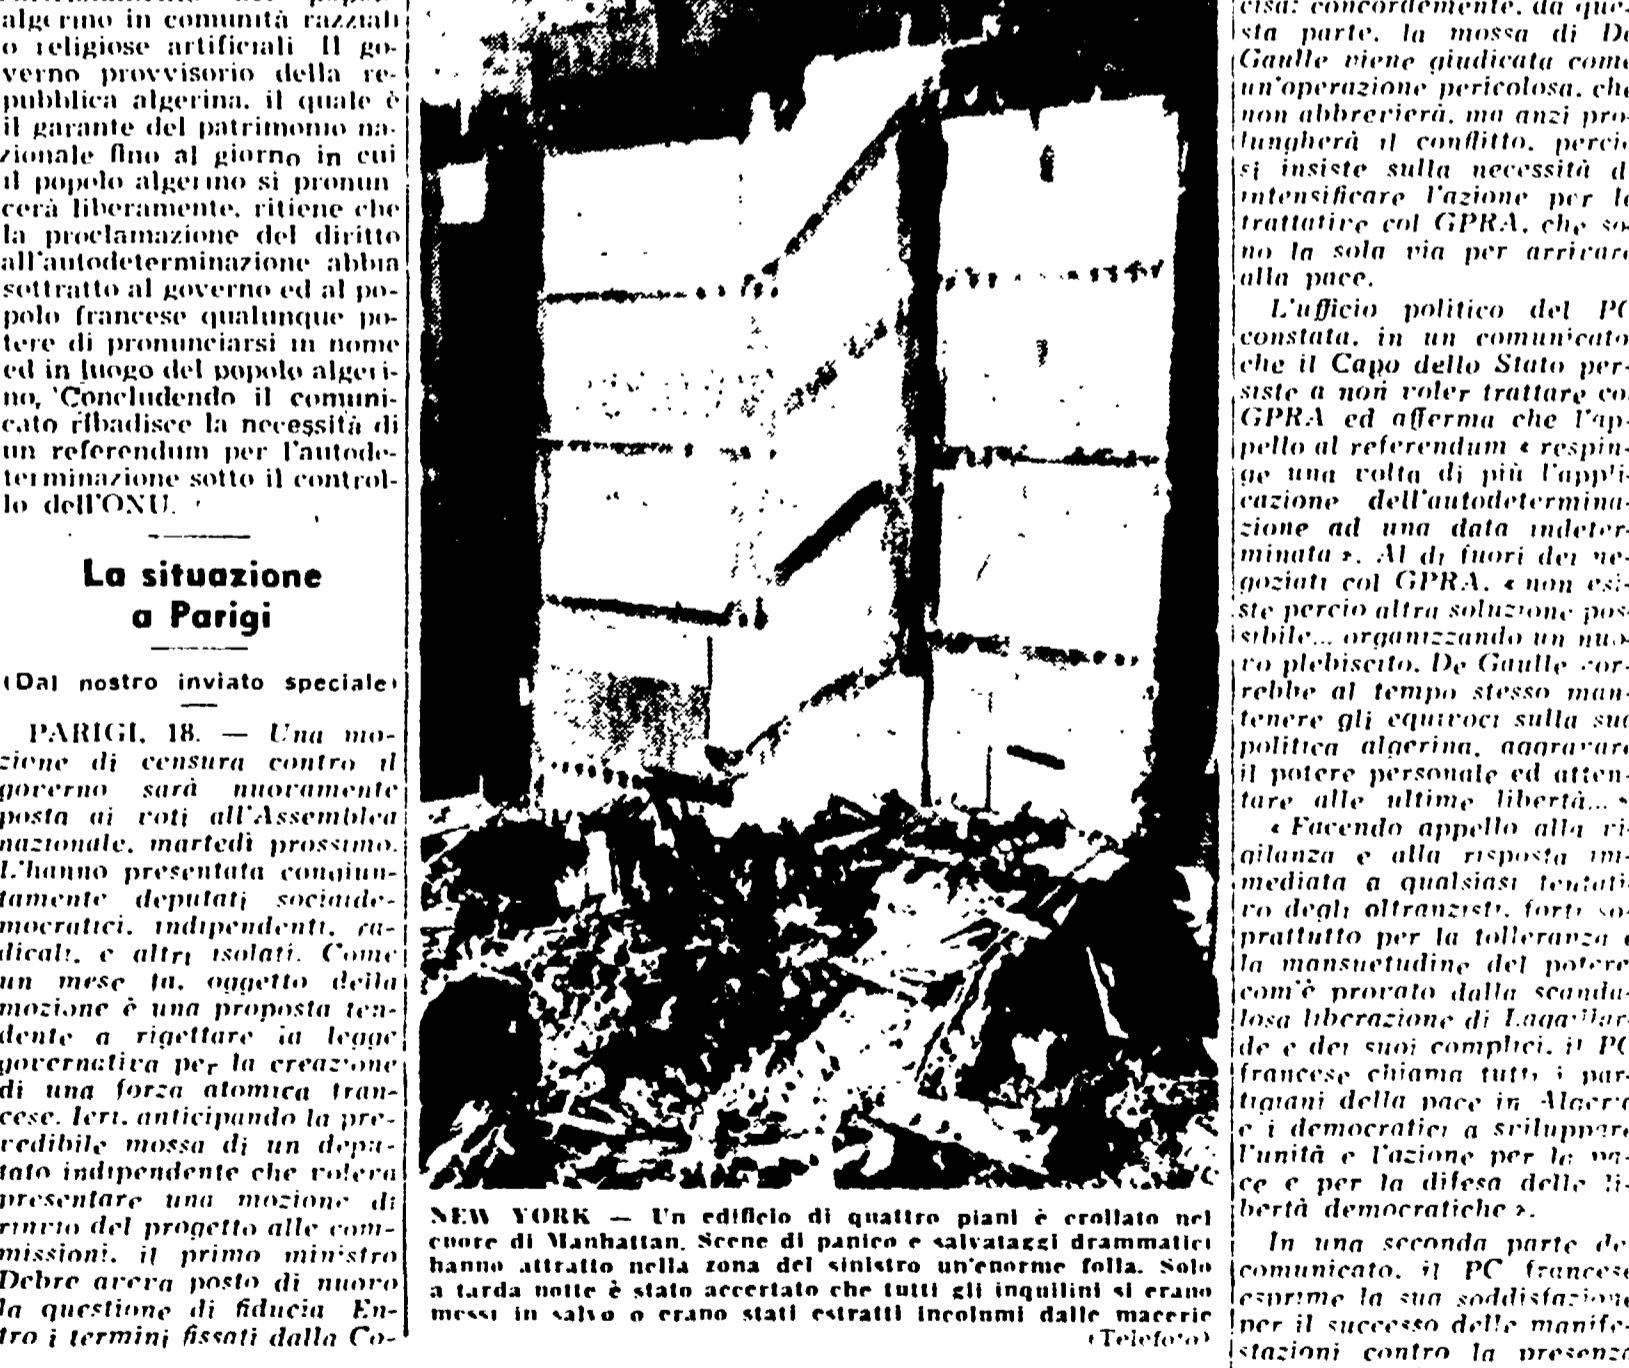 algerino in comunità razziali
o religiose artificiali Il go-
verno provvisorio della re-
pubblica algerina, il quale è
il garante del patrimonio na-
zionale fino al giorno in cui
il popolo algerino si pronun
cerà liberamente, ritiene che
la proclamazione del diritto
all'autodeterminazione abbia
sottratto al governo ed al po-
polo francese qualunque po-
tere di pronunciarsi in nome
ed in luogo del popolo algeri-
no, Concludendo il comuni-
cato ribadisce la necessità di
un referendum per l'autode-
terminazione sotto il control-
lo dell'ONU.
La situazione
a Parigi
(Dal nostro inviato speciale)
PARIGI, 18. — Una mo-
zione di censura contro il
governo sarà nuovamente
posta ai voti all'Assemblea
nazionale, martedì prossimo.
L'hanno presentata congiun-
tamente deputati socialde-
mocratici, indipendenti, ra-
dicali, e altri isolati. Come
un mese fa, oggetto della
mozione è una proposta ten-
dente a rigettare la legge
governativa per la creazione
di una forza atomica fran-
cese. Ieri, anticipando la pre-
vedibile mossa di un depu-
tato indipendente che voleva
presentare una mozione di
rinvio del progetto alle com-
missioni, il primo ministro
Debre aveva posto di nuovo
la questione di fiducia En-
tro i termini fissati dalla Co-
NEW YORK — Un edificio di quattro piani è crollato nel
cuore di Manhattan. Scene di panico e salvataggi drammatici
hanno attratto nella zona del sinistro un'enorme folla. Solo
a tarda notte è stato accertato che tutti gli inquilini si erano
messi in salvo o erano stati estratti incolumi dalle macerie
(Telefoto)
cisa: concordemente, da que-
sta parte, la mossa di De
Gaulle viene giudicata come
un'operazione pericolosa, che
non abbrevierà, ma anzi pro-
lungherà il conflitto, perciò
si insiste sulla necessità di
intensificare l'azione per le
trattative col GPRA, che so-
no la sola via per arrivare
alla pace.
L'ufficio politico del PC
constata, in un comunicato
che il Capo dello Stato per-
siste a non voler trattare col
GPRA ed afferma che l'ap-
pello al referendum « respin-
ge una volta di più l'appli-
cazione dell'autodetermina-
zione ad una data indeter-
minata ». Al di fuori dei ne-
goziati col GPRA, « non esi-
ste percio altra soluzione pos-
sibile... organizzando un nuo-
vo plebiscito, De Gaulle vor-
rebbe al tempo stesso man-
tenere gli equivoci sulla sua
politica algerina, aggravare
il potere personale ed atten-
tare alle ultime libertà... »
« Facendo appello alla vi-
gilanza e alla risposta im-
mediata a qualsiasi tentati-
vo degli oltranzisti, forti so-
prattutto per la tolleranza e
la mansuetudine del potere
com'è provato dalla scanda-
losa liberazione di Lagaillar-
de e dei suoi complici, il PC
francese chiama tutti i par-
tigiani della pace in Algeria
e i democratici a sviluppare
l'unità e l'azione per la pa-
ce e per la difesa delle li-
bertà democratiche ».
In una seconda parte del
comunicato, il PC francese
esprime la sua soddisfazione
per il successo delle manife-
stazioni contro la presenza